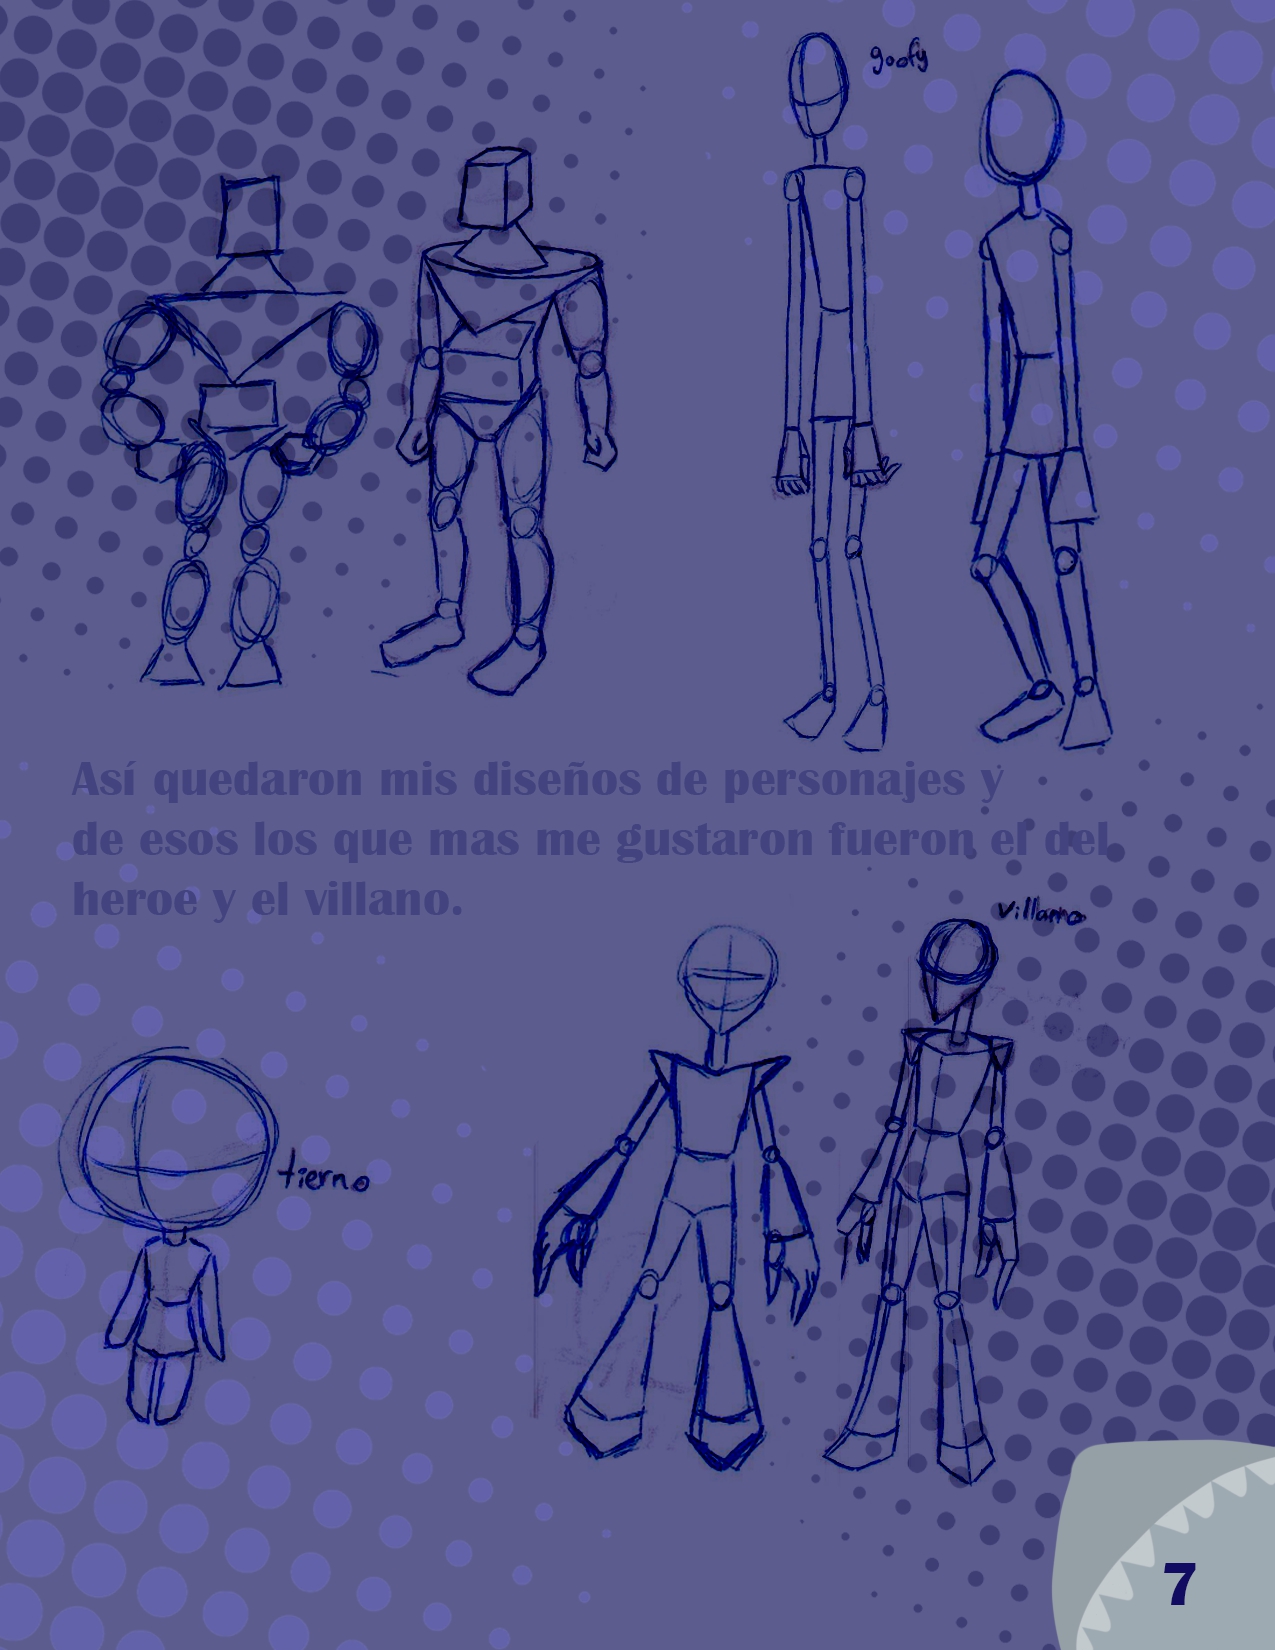 goofy
Así quedaron mis diseños de personajes y
de esos los que mas me gustaron fueron el del
heroe y el villano.
villano
tierno
7